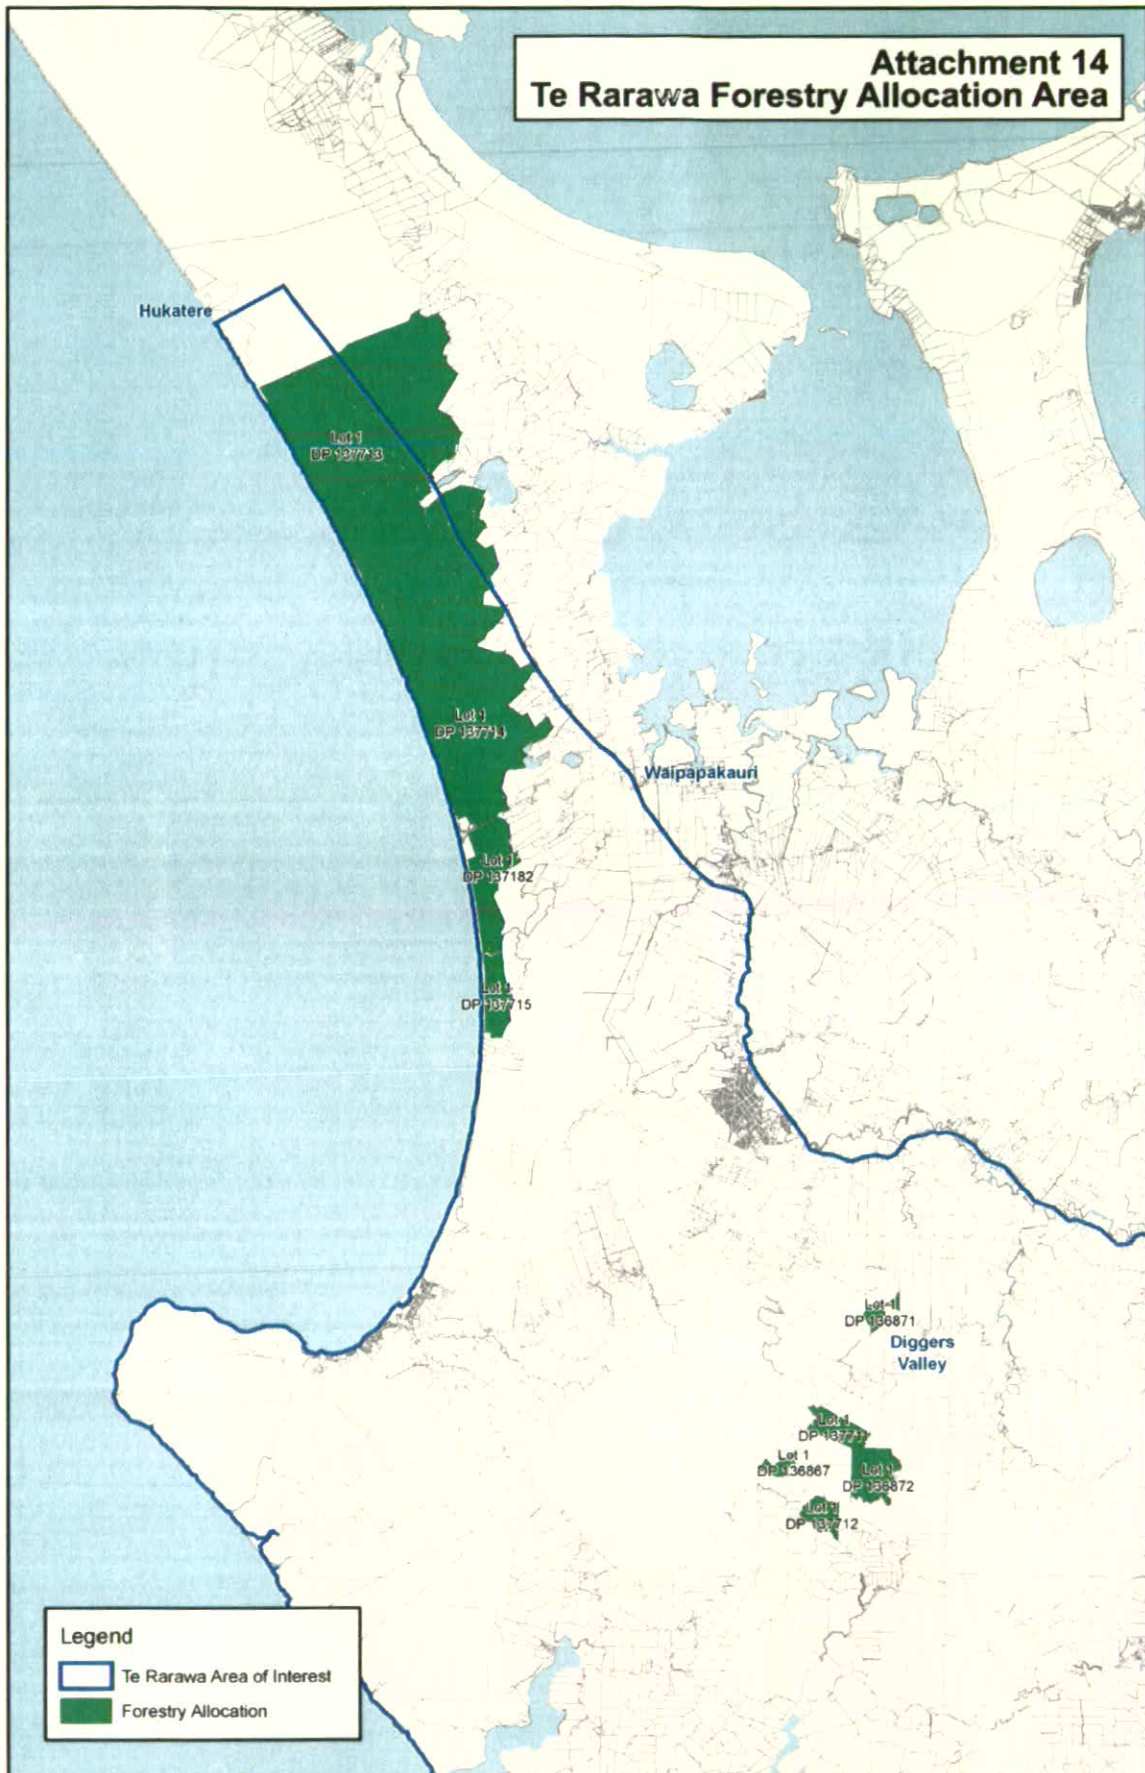 Attachment 14
Te Rarawa Forestry Allocation Area
Hukatere
Lot 1
DP 137713
Lot 1
DP 137714
Waipapakauri
Lot 1
DP 137182
Lot 1
DP 137715
Lot 1
DP 136871
Diggers
Valley
Lot 1
DP 137711
Lot 1
DP 136867
Lot 1
DP 136872
Lot 1
DP 137712
Legend
Te Rarawa Area of Interest
Forestry Allocation